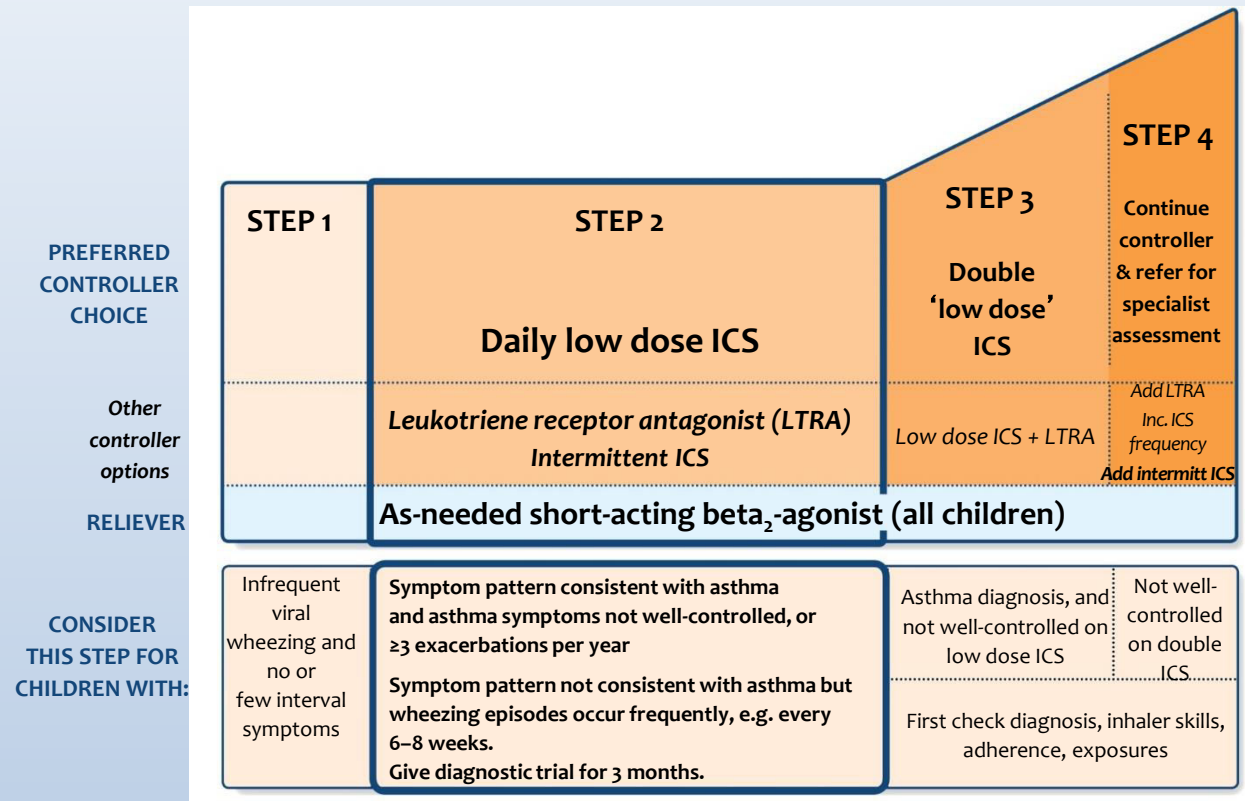 PREFERRED
CONTROLLER
CHOICE
STEP 1
STEP 2
Daily low dose ICS
STEP 3
Double
‘low dose’
ICS
STEP 4
Continue
controller
& refer for
specialist
assessment
Other
controller
options
Leukotriene receptor antagonist (LTRA)
Intermittent ICS
Low dose ICS + LTRA
Add LTRA
Inc. ICS
frequency
Add intermitt ICS
RELIEVER
As-needed short-acting beta₂-agonist (all children)
CONSIDER
THIS STEP FOR
CHILDREN WITH:
Infrequent
viral
wheezing and
no or
few interval
symptoms
Symptom pattern consistent with asthma
and asthma symptoms not well-controlled, or
≥3 exacerbations per year
Symptom pattern not consistent with asthma but
wheezing episodes occur frequently, e.g. every
6–8 weeks.
Give diagnostic trial for 3 months.
Asthma diagnosis, and
not well-controlled on
low dose ICS
Not well-
controlled
on double
ICS
First check diagnosis, inhaler skills,
adherence, exposures